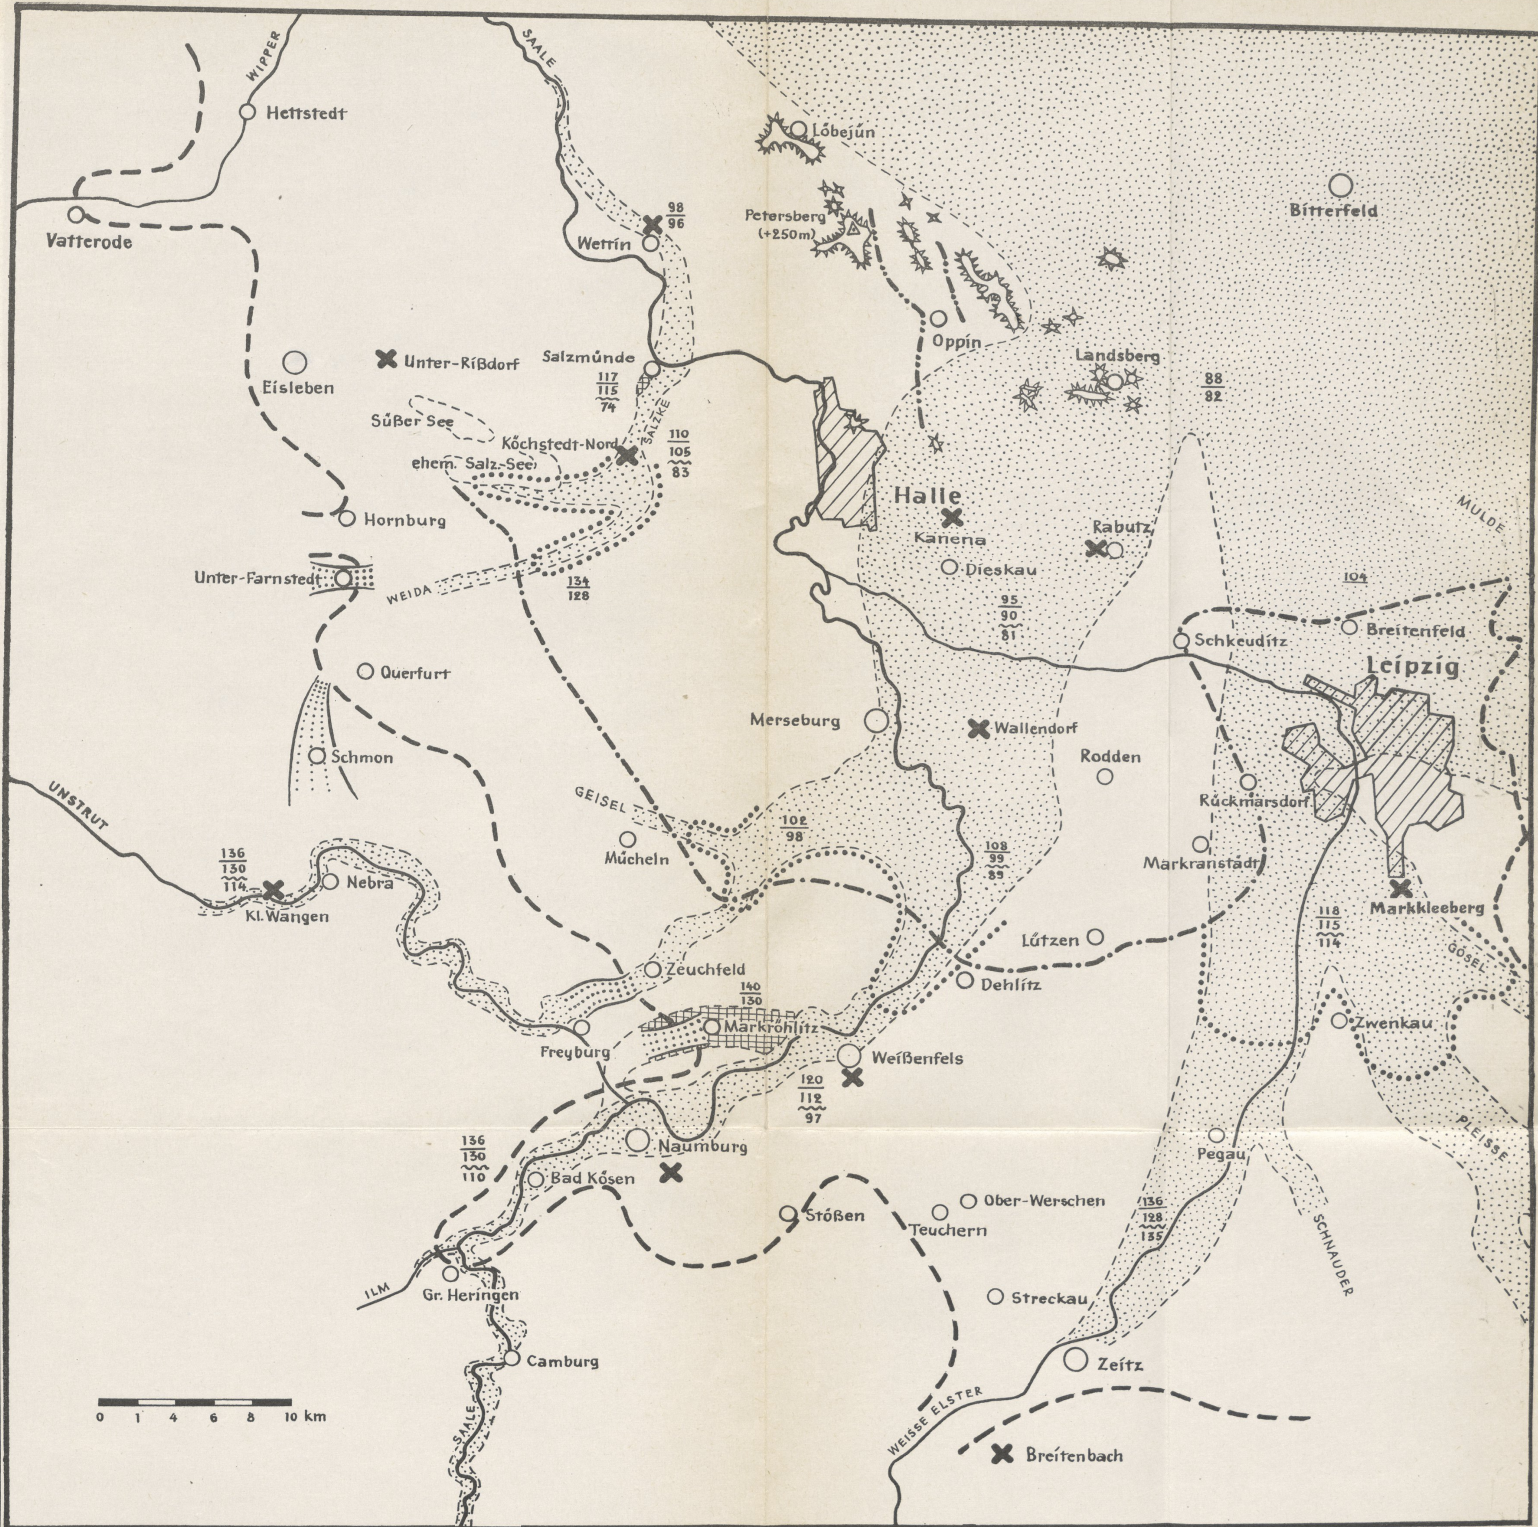 WIPPER
SAALE
Hettstedt
Löbejün
Bitterfeld
Vatterode
98
96
Wettin
Petersberg
(+250m)
Oppin
Eisleben
Unter-Rißdorf
Salzmünde
117
115
74
Landsberg
88
82
Süßer See
SALZKE
Köchstedt-Nord
ehem. Salz-See
110
105
83
Halle
Kanena
Rabutz
MULDE
Hornburg
Dieskau
Unter-Farnstedt
WEIDA
134
128
104
95
90
81
Schkeuditz
Breitenfeld
Leipzig
Querfurt
Merseburg
Wallendorf
Schmon
Rodden
UNSTRUT
GEISEL
Rückmarsdorf
102
98
Mücheln
108
99
89
Markranstädt
136
130
114
Nebra
Kl. Wangen
Markkleeberg
118
115
114
Lützen
GÖSEL
Zeuchfeld
Dehlitz
140
130
Markröhlitz
Zwenkau
Freyburg
Weißenfels
120
112
97
PLEISSE
136
130
110
Naumburg
Pegau
Bad Kösen
Stößen
Ober-Werschen
Teuchern
136
128
135
SCHNAUDER
ILM
Gr. Heringen
Streckau
Camburg
Zeitz
0 1 4 6 8 10 km
SAALE
WEISSE ELSTER
Breitenbach